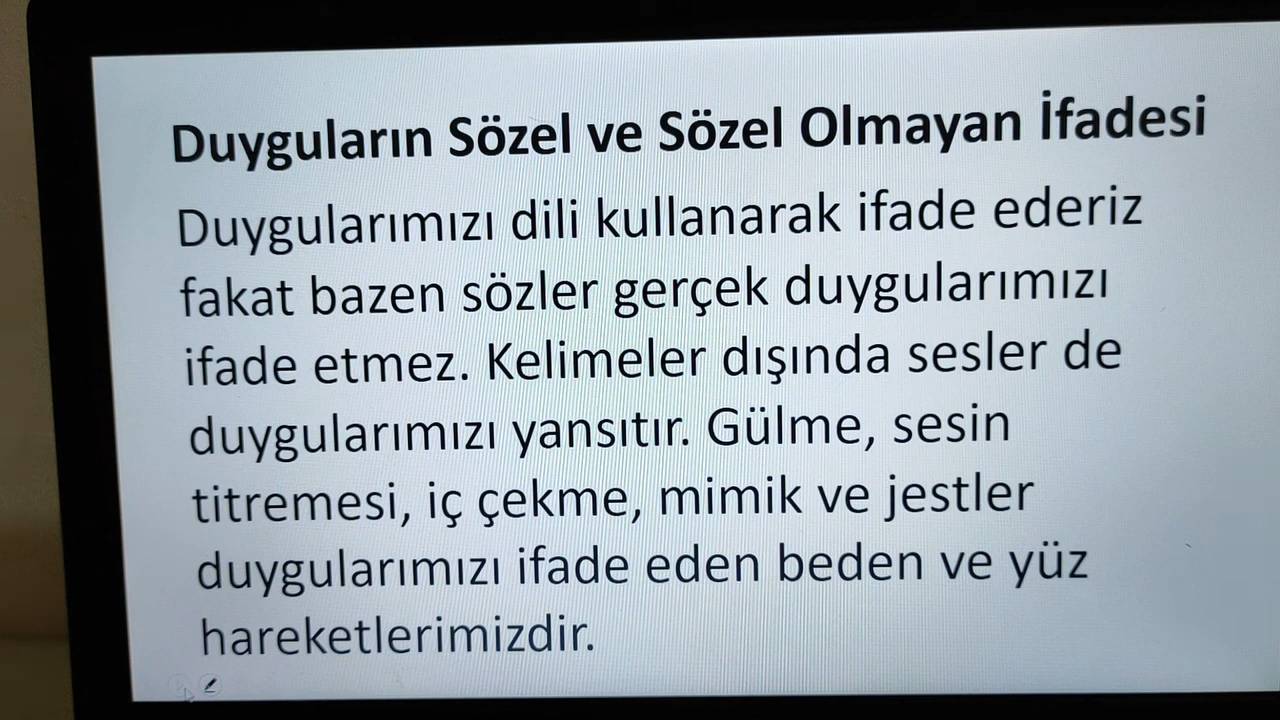 Duyguların Sözel ve Sözel Olmayan İfadesi
Duygularımızı dili kullanarak ifade ederiz
fakat bazen sözler gerçek duygularımızı
ifade etmez. Kelimeler dışında sesler de
duygularımızı yansıtır. Gülme, sesin
titremesi, iç çekme, mimik ve jestler
duygularımızı ifade eden beden ve yüz
hareketlerimizdir.